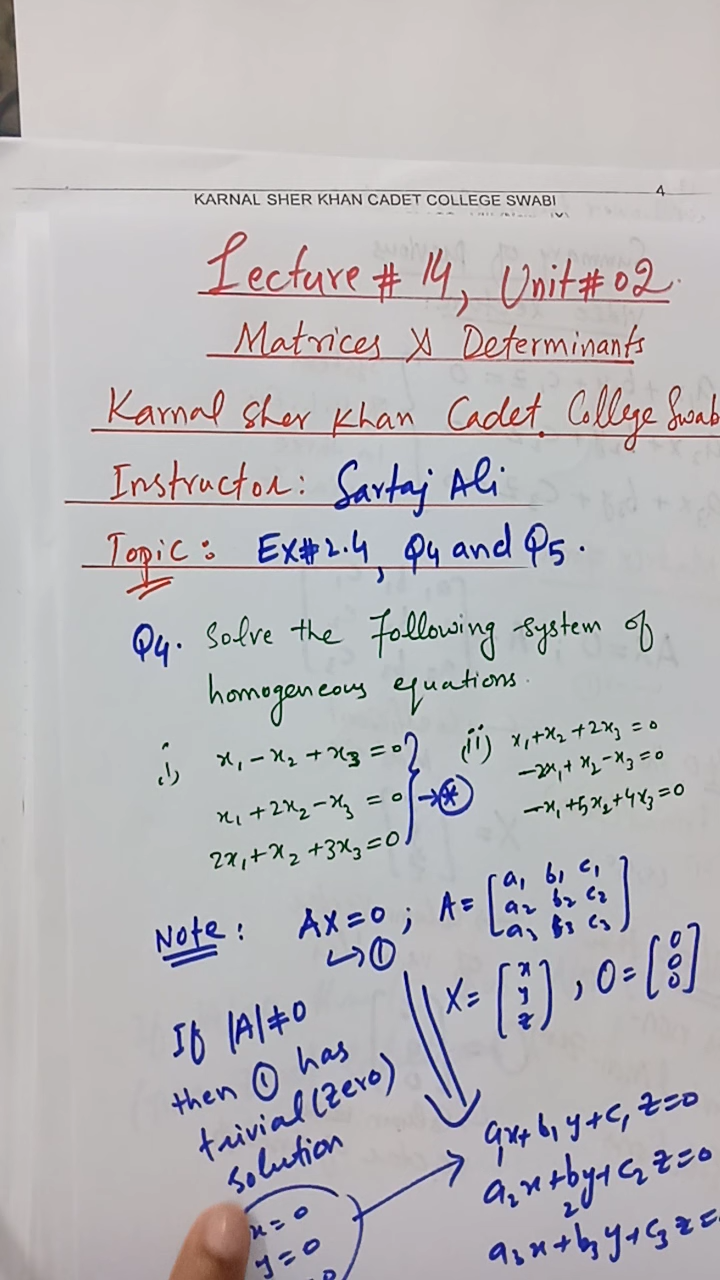 4
KARNAL SHER KHAN CADET COLLEGE SWABI
Lecture # 14, Unit # 02.
Matrices & Determinants
Karnal Sher Khan Cadet College Swab
Instructor: Sartaj Ali
Topic: Ex#2.4, Q4 and Q5.
Q4. Solve the following system of
homogeneous equations.
i) x₁ - x₂ + x₃ = 0
x₁ + 2x₂ - x₃ = 0 → *
2x₁ + x₂ + 3x₃ = 0
(ii) x₁ + x₂ + 2x₃ = 0
-2x₁ + x₂ - x₃ = 0
-x₁ + 5x₂ + 4x₃ = 0
Note: AX = 0 ; A = [a₁ b₁ c₁
a₂ b₂ c₂
a₃ b₃ c₃]
↳ ①
X = [x
y
z] , O = [0
0
0]
If |A| ≠ 0
then ① has
trivial (zero)
solution
x = 0
y = 0
a₁x + b₁y + c₁z = 0
a₂x + b₂y + c₂z = 0
a₃x + b₃y + c₃z =